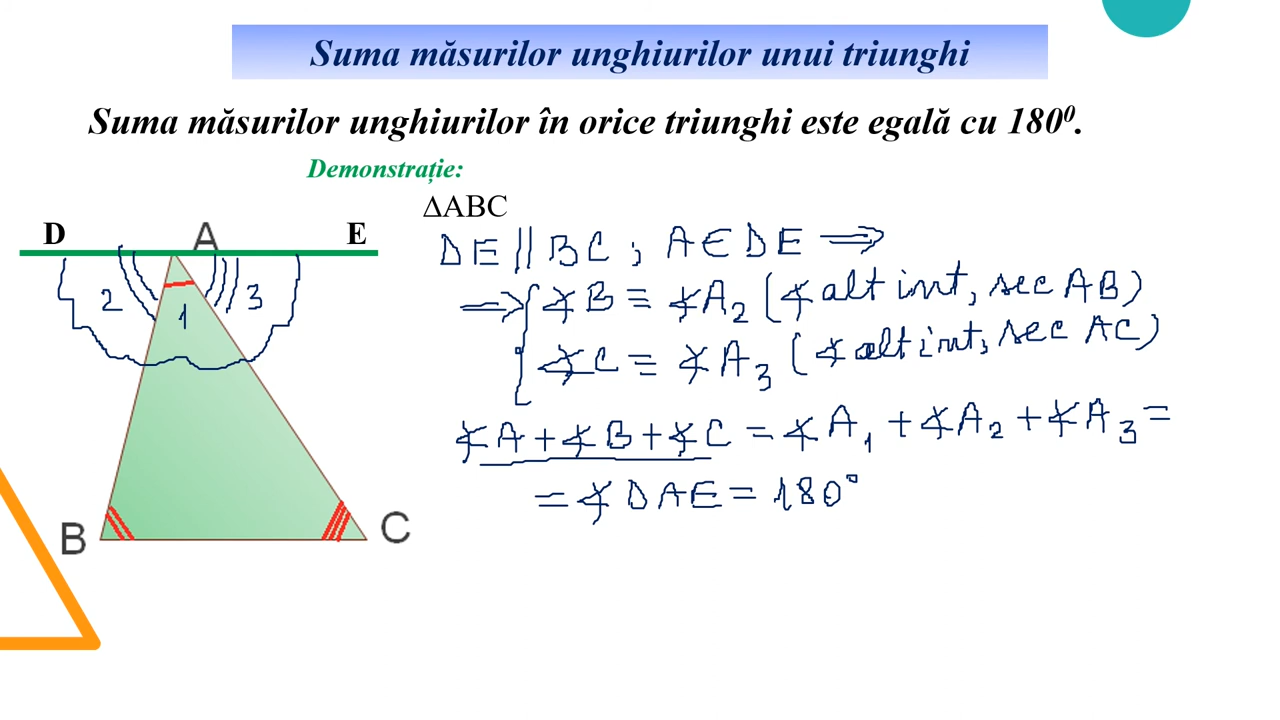 Suma măsurilor unghiurilor unui triunghi
Suma măsurilor unghiurilor în orice triunghi este egală cu 180⁰.
Demonstrație:
ΔABC
D A E
DE || BC ; A ∈ DE ⇒
⇒ { ∢B ≡ ∢A₂ (∢ alt int, sec AB)
∢C ≡ ∢A₃ (∢ alt int, sec AC)
2 1 3
∢A + ∢B + ∢C = ∢A₁ + ∢A₂ + ∢A₃ =
= ∢DAE = 180°
B C